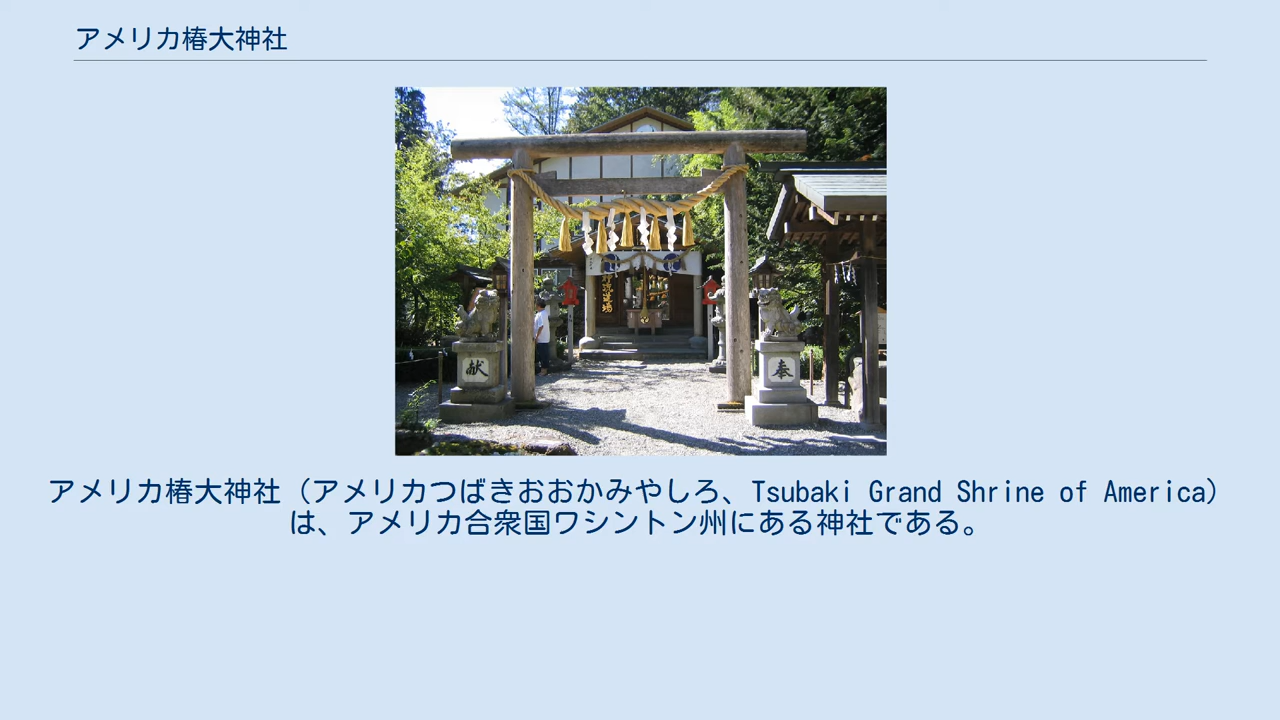 アメリカ椿大神社
献
奉
アメリカ椿大神社（アメリカつばきおおかみやしろ、Tsubaki Grand Shrine of America）
は、アメリカ合衆国ワシントン州にある神社である。